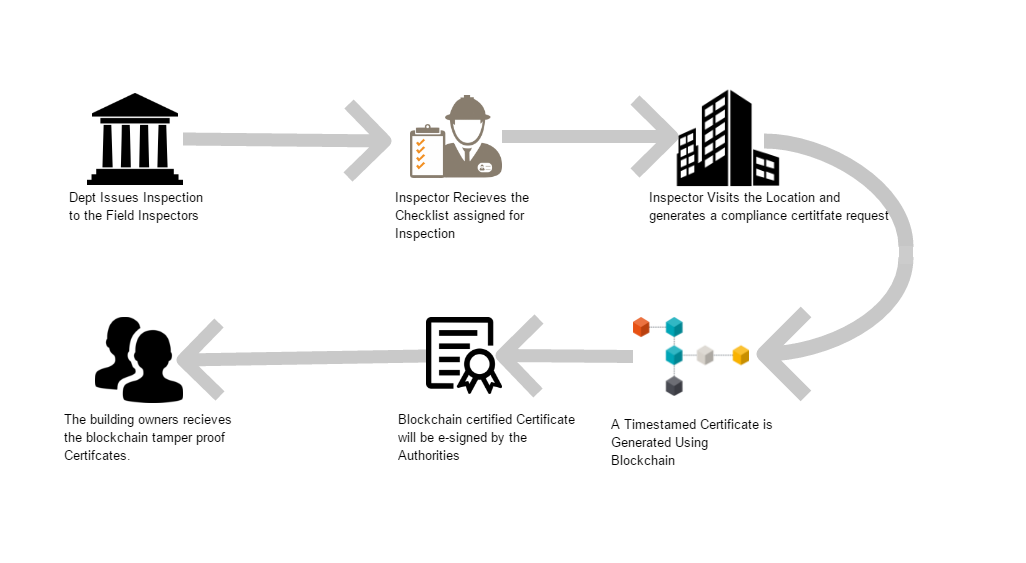 Dept Issues Inspection
to the Field Inspectors
Inspector Recieves the
Checklist assigned for
Inspection
Inspector Visits the Location and
generates a compliance certitfate request
A Timestamed Certificate is
Generated Using
Blockchain
Blockchain certified Certificate
will be e-signed by the
Authorities
The building owners recieves
the blockchain tamper proof
Certifcates.